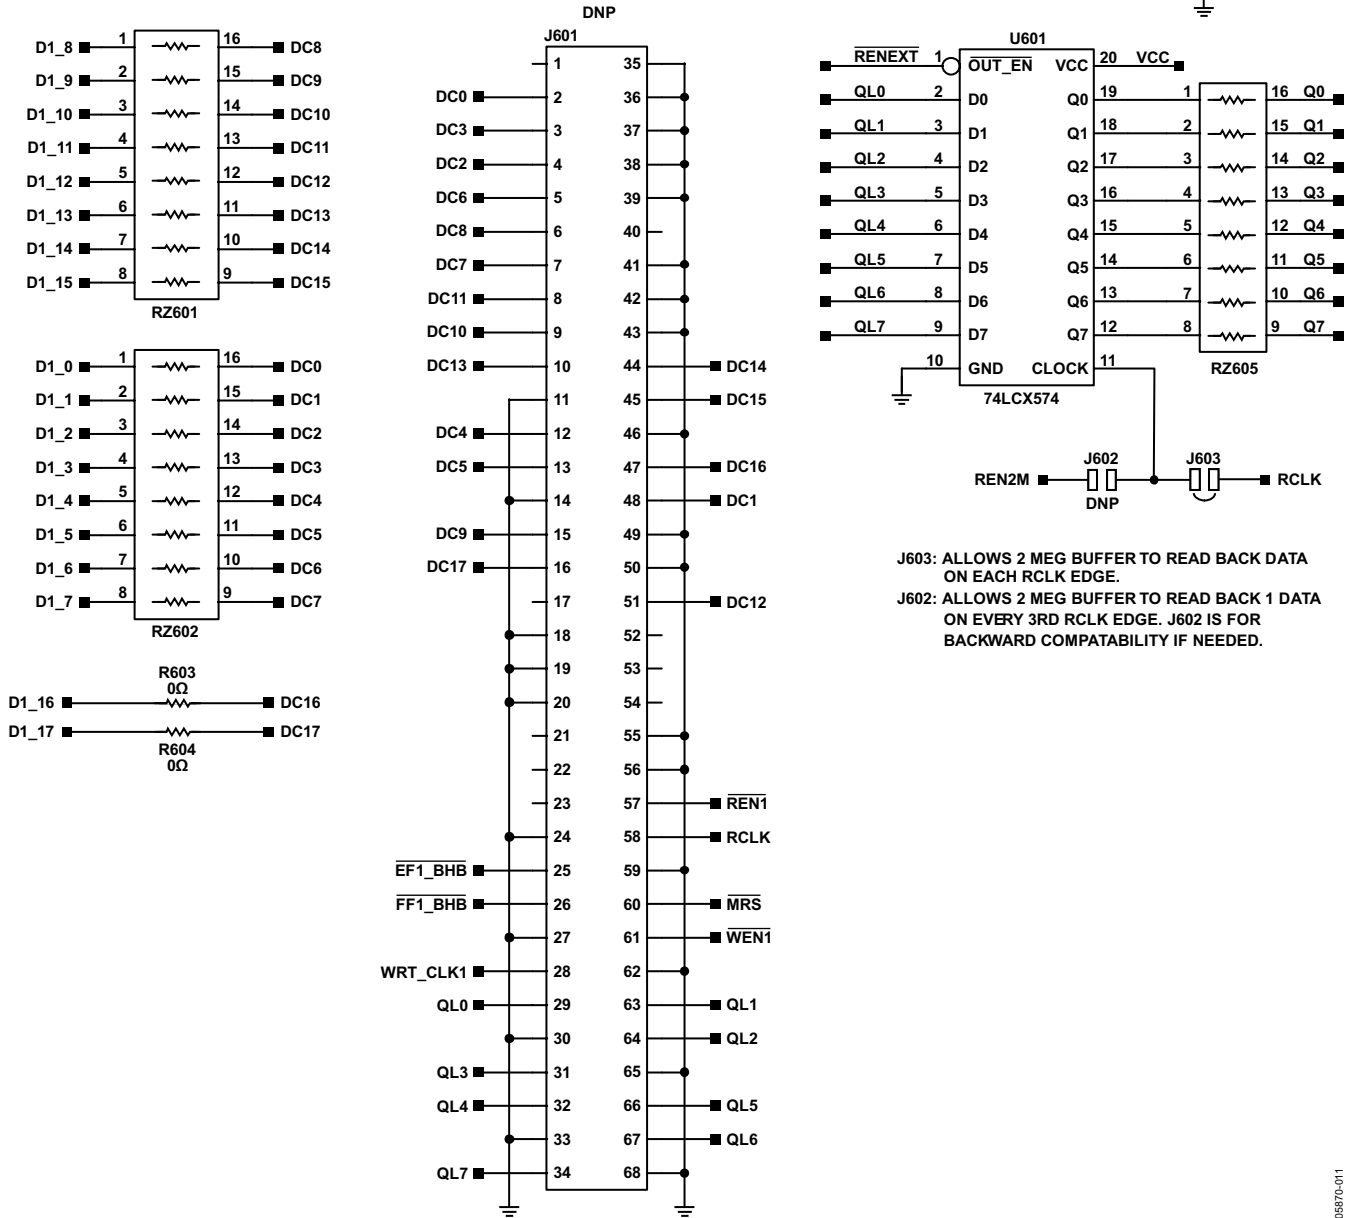 D1_8 1 16 DC8
D1_9 2 15 DC9
D1_10 3 14 DC10
D1_11 4 13 DC11
D1_12 5 12 DC12
D1_13 6 11 DC13
D1_14 7 10 DC14
D1_15 8 9 DC15
RZ601
D1_0 1 16 DC0
D1_1 2 15 DC1
D1_2 3 14 DC2
D1_3 4 13 DC3
D1_4 5 12 DC4
D1_5 6 11 DC5
D1_6 7 10 DC6
D1_7 8 9 DC7
RZ602
R603
0Ω
D1_16 DC16
D1_17 DC17
R604
0Ω
DNP
J601
1 35
DC0 2 36
DC3 3 37
DC2 4 38
DC6 5 39
DC8 6 40
DC7 7 41
DC11 8 42
DC10 9 43
DC13 10 44 DC14
11 45 DC15
DC4 12 46
DC5 13 47 DC16
14 48 DC1
DC9 15 49
DC17 16 50
17 51 DC12
18 52
19 53
20 54
21 55
22 56
23 57 REN1
24 58 RCLK
EF1_BHB 25 59
FF1_BHB 26 60 MRS
27 61 WEN1
WRT_CLK1 28 62
QL0 29 63 QL1
30 64 QL2
QL3 31 65
QL4 32 66 QL5
33 67 QL6
QL7 34 68
U601
RENEXT 1 OUT_EN VCC 20 VCC
QL0 2 D0 Q0 19 1 16 Q0
QL1 3 D1 Q1 18 2 15 Q1
QL2 4 D2 Q2 17 3 14 Q2
QL3 5 D3 Q3 16 4 13 Q3
QL4 6 D4 Q4 15 5 12 Q4
QL5 7 D5 Q5 14 6 11 Q5
QL6 8 D6 Q6 13 7 10 Q6
QL7 9 D7 Q7 12 8 9 Q7
10 GND CLOCK 11
RZ605
74LCX574
J602 J603
REN2M RCLK
DNP
J603: ALLOWS 2 MEG BUFFER TO READ BACK DATA
ON EACH RCLK EDGE.
J602: ALLOWS 2 MEG BUFFER TO READ BACK 1 DATA
ON EVERY 3RD RCLK EDGE. J602 IS FOR
BACKWARD COMPATABILITY IF NEEDED.
05870-011